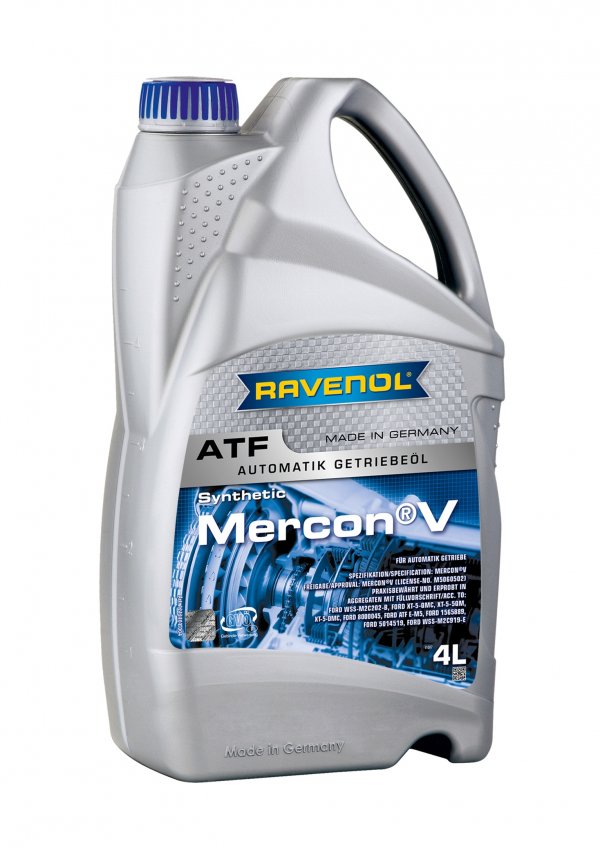 RAVENOL®
ATF
MADE IN GERMANY
AUTOMATIK GETRIEBEÖL
Synthetic
Mercon®V
FÜR AUTOMATIK GETRIEBE
SPEZIFIKATION/SPECIFICATION: MERCON®V
FREIGABE/APPROVAL: MERCON®V (LICENSE-NO. M5060502)
PRAXISBEWÄHRT UND ERPROBT IN
AGGREGATEN MIT FÜLLVORSCHRIFT/ACC. TO:
FORD WSS-M2C202-B, FORD XT-5-QMC, XT-5-5QM,
XT-5-DMC, FORD 8000045, FORD ATF E-M5, FORD 1565889,
FORD 5014519, FORD WSS-M2C919-E
4L
Made in Germany